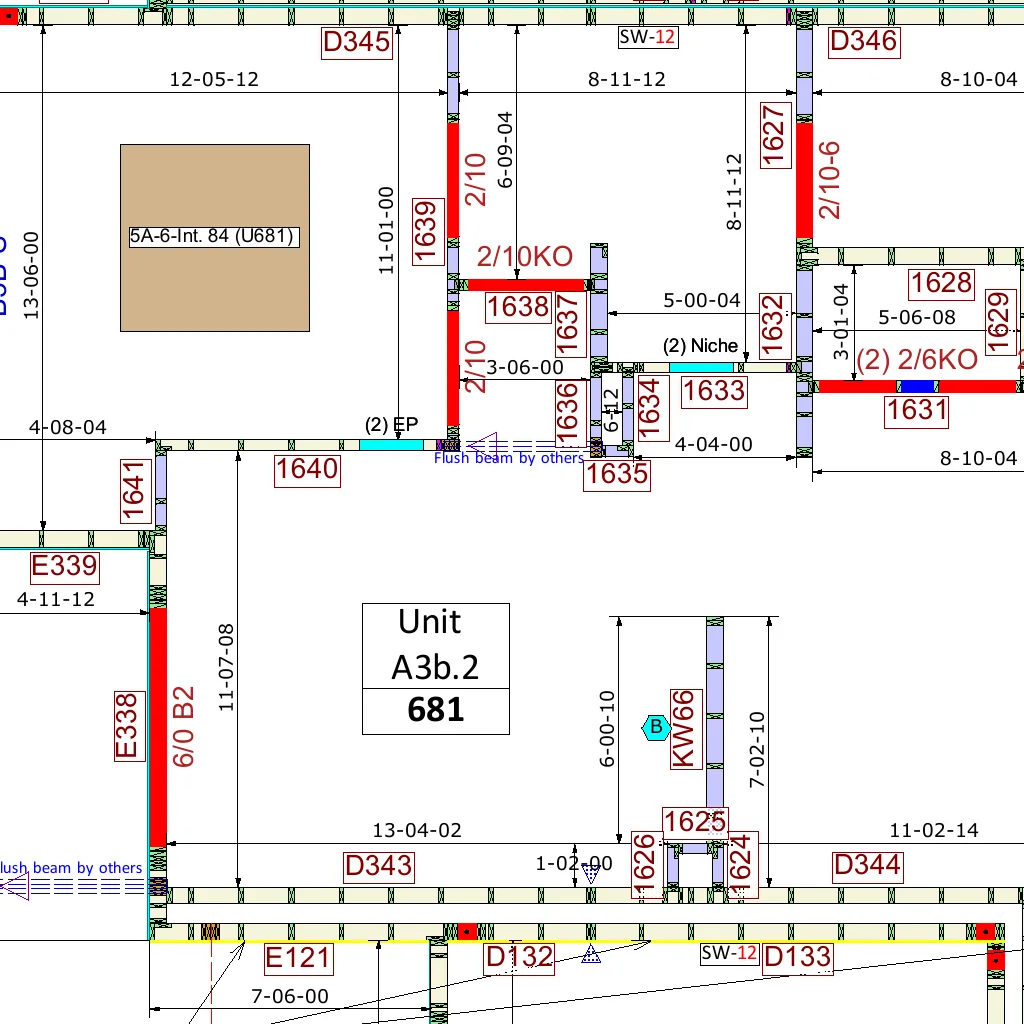 D345
SW-12
D346
12-05-12
8-11-12
8-10-04
1627
6-09-04
2/10
2/10-6
8-11-12
11-01-00
1639
5A-6-Int. 84 (U681)
13-06-00
2/10KO
1638
1637
5-00-04
1632
1628
3-01-04
5-06-08
1629
(2) Niche
(2) 2/6KO
2/10
3-06-00
1636
6-12
1634
1633
1631
4-08-04
(2) EP
4-04-00
Flush beam by others
8-10-04
1640
1635
1641
E339
4-11-12
11-07-08
Unit
A3b.2
681
E338
6/0 B2
6-00-10
B
KW66
7-02-10
1625
13-04-02
11-02-14
1-02-00
1626
1624
lush beam by others
D343
D344
E121
D132
SW-12
D133
7-06-00